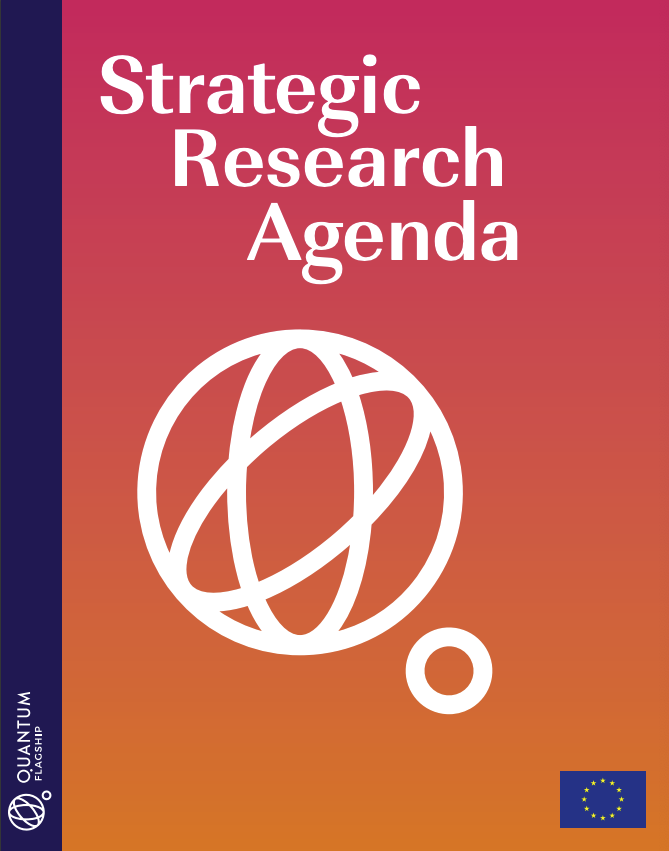 Strategic
Research
Agenda
QUANTUM
FLAGSHIP